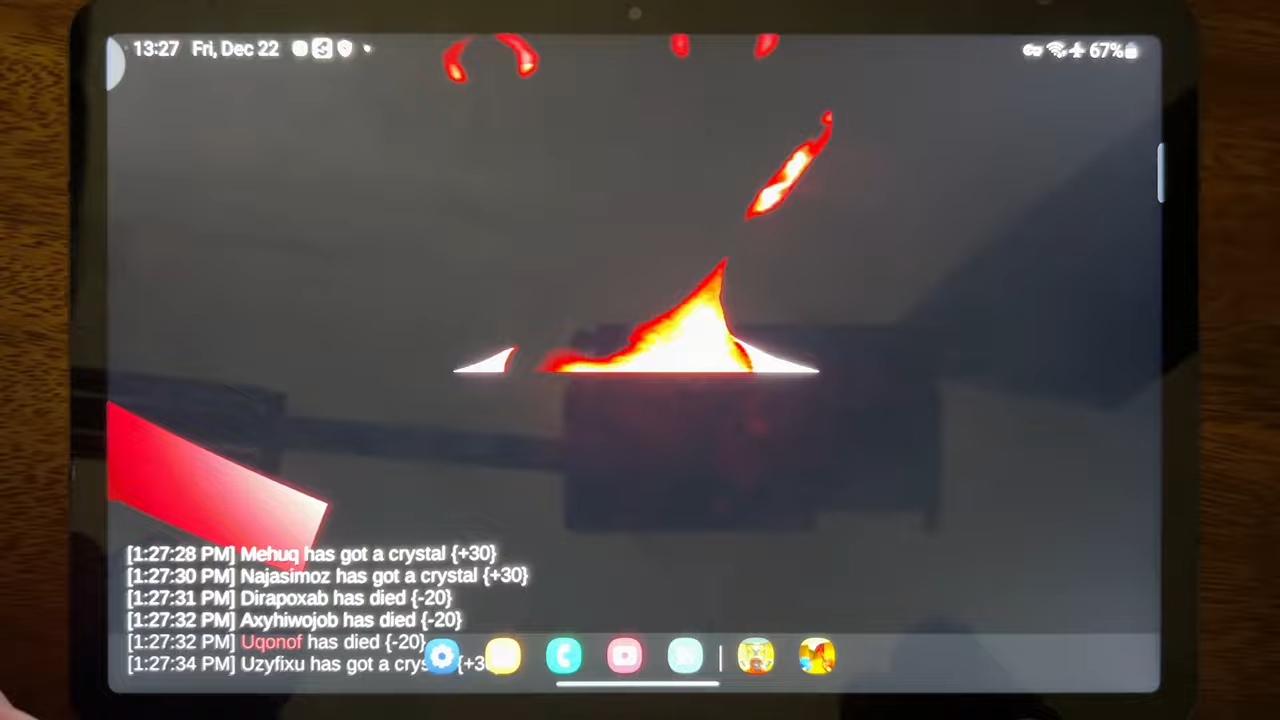 13:27 Fri, Dec 22 67%
[1:27:28 PM] Mehuq has got a crystal {+30}
[1:27:30 PM] Najasimoz has got a crystal {+30}
[1:27:31 PM] Dirapoxab has died {-20}
[1:27:32 PM] Axyhiwojob has died {-20}
[1:27:32 PM] Uqonof has died {-20}
[1:27:34 PM] Uzyfixu has got a crys {+3